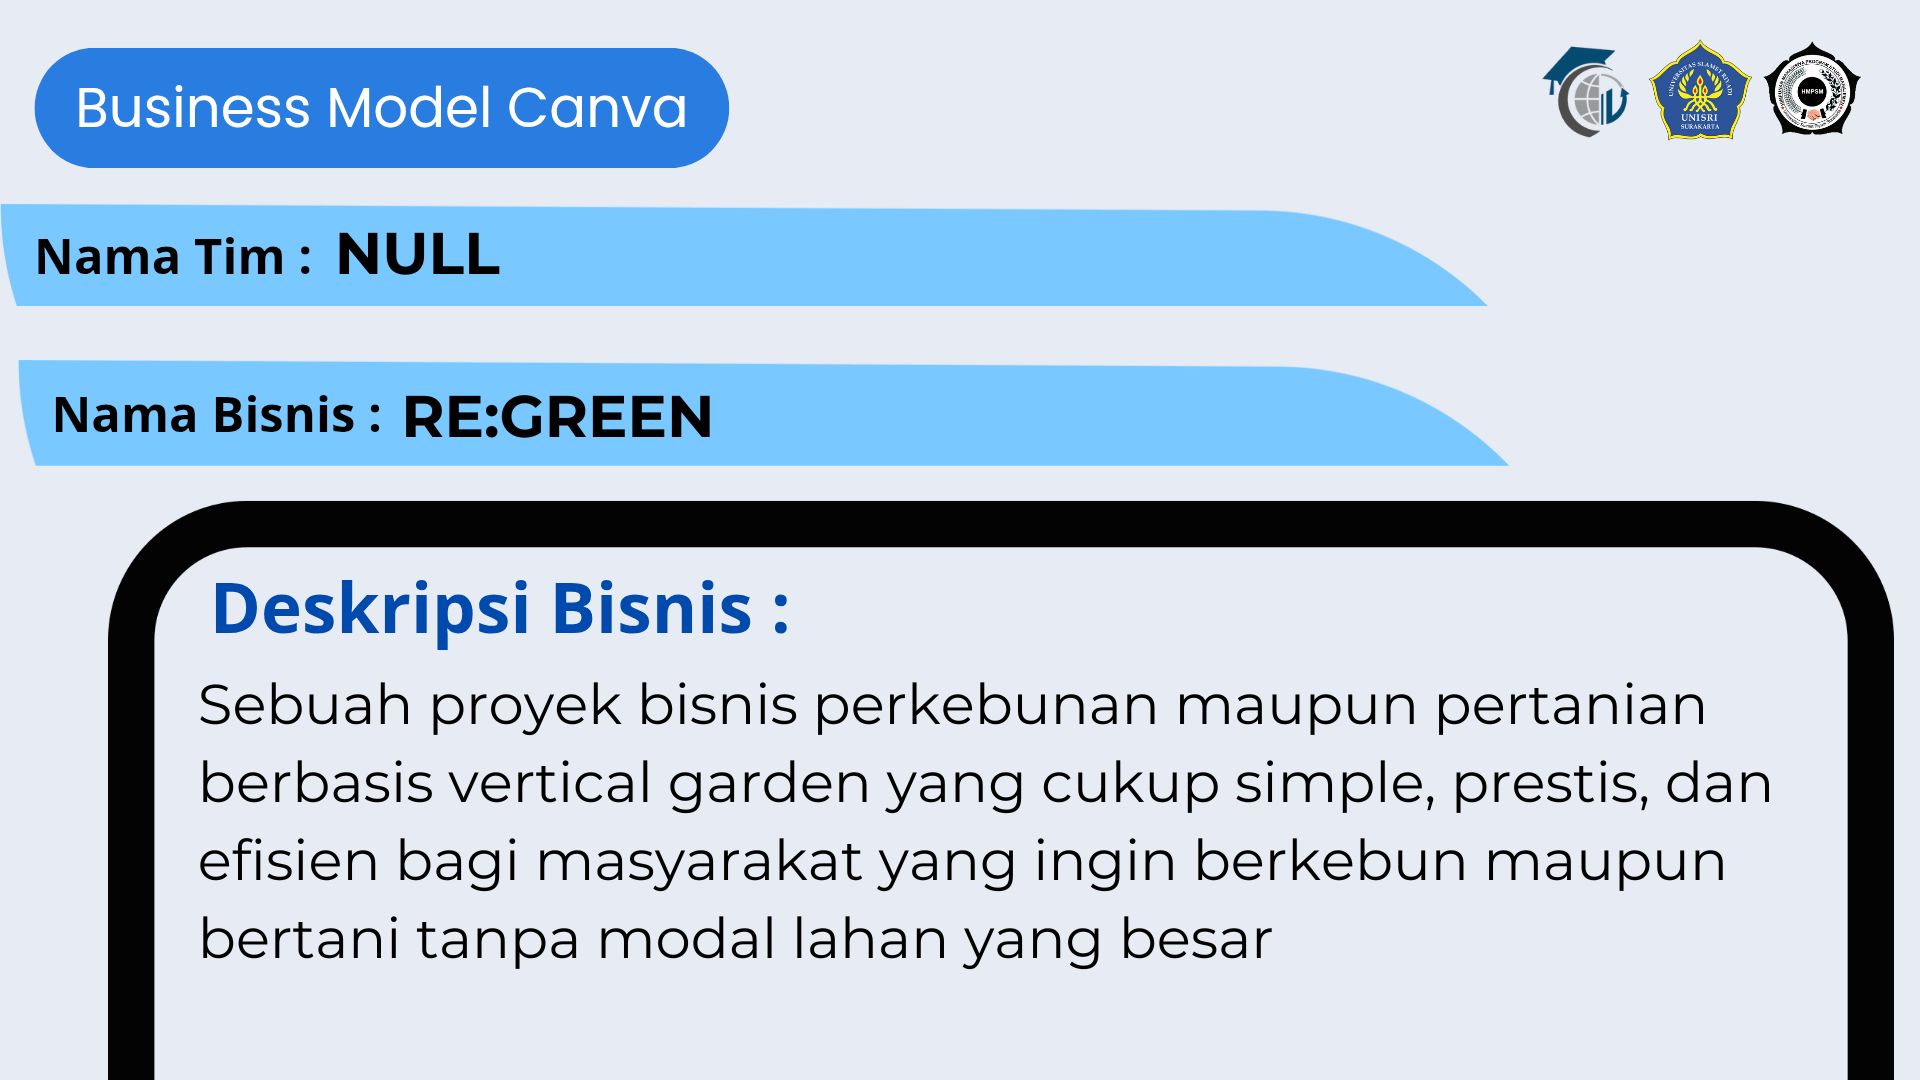 Business Model Canva
UNIVERSITAS SLAMET RIYADI
UNISRI
SURAKARTA
HMPSM
Nama Tim : NULL
Nama Bisnis : RE:GREEN
Deskripsi Bisnis :
Sebuah proyek bisnis perkebunan maupun pertanian
berbasis vertical garden yang cukup simple, prestis, dan
efisien bagi masyarakat yang ingin berkebun maupun
bertani tanpa modal lahan yang besar